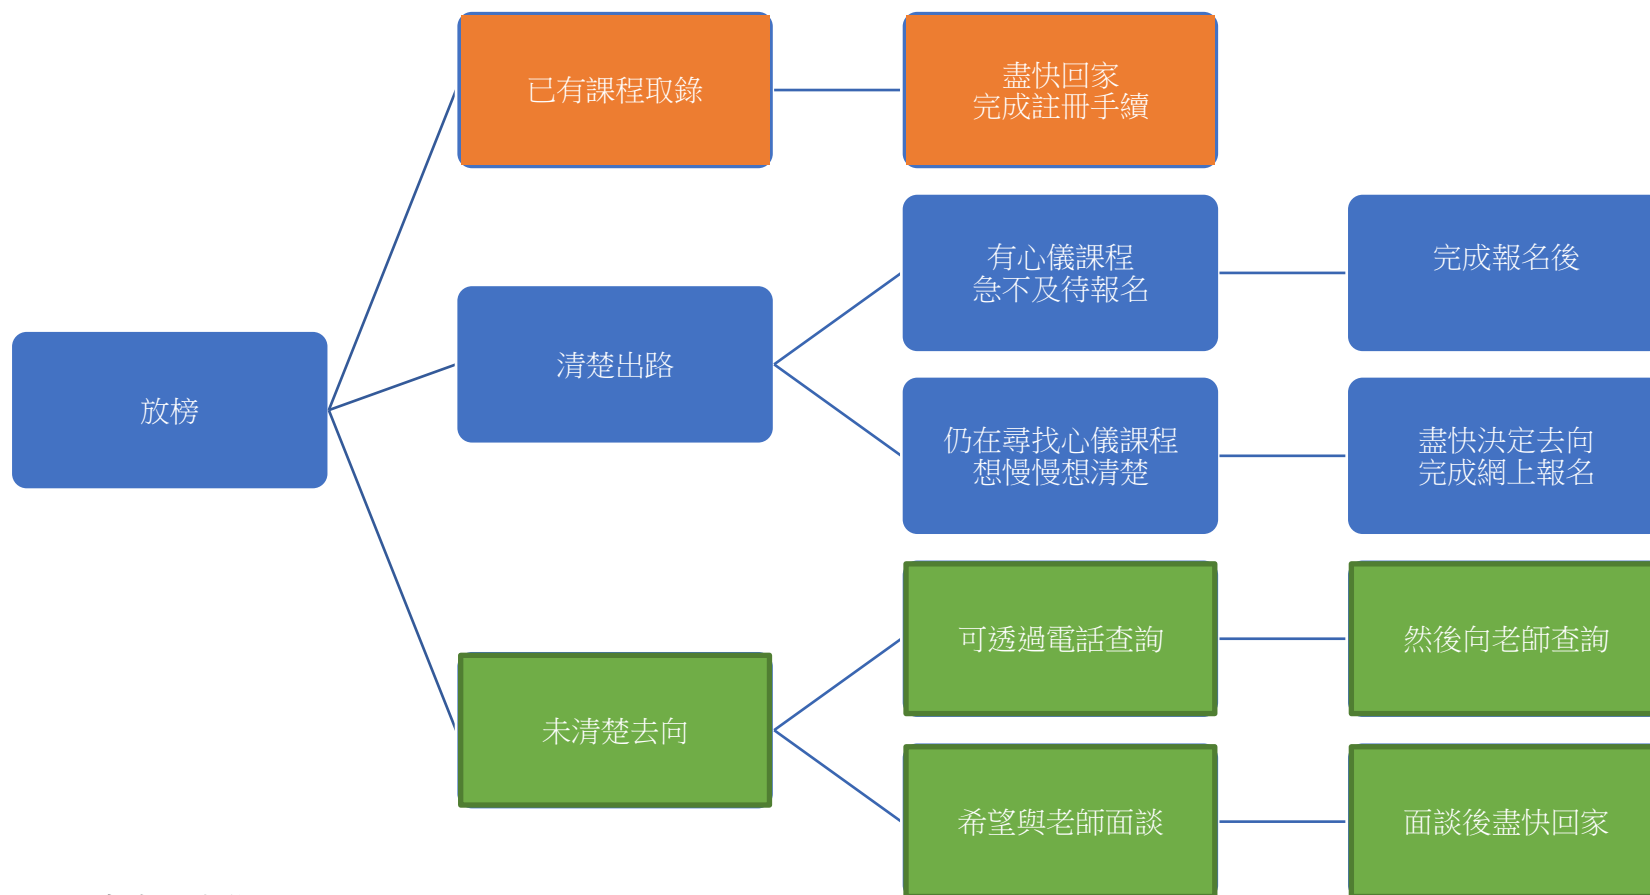 已有課程取錄
盡快回家
完成註冊手續
有心儀課程
急不及待報名
完成報名後
清楚出路
放榜
仍在尋找心儀課程
想慢慢想清楚
盡快決定去向
完成網上報名
可透過電話查詢
然後向老師查詢
未清楚去向
希望與老師面談
面談後盡快回家